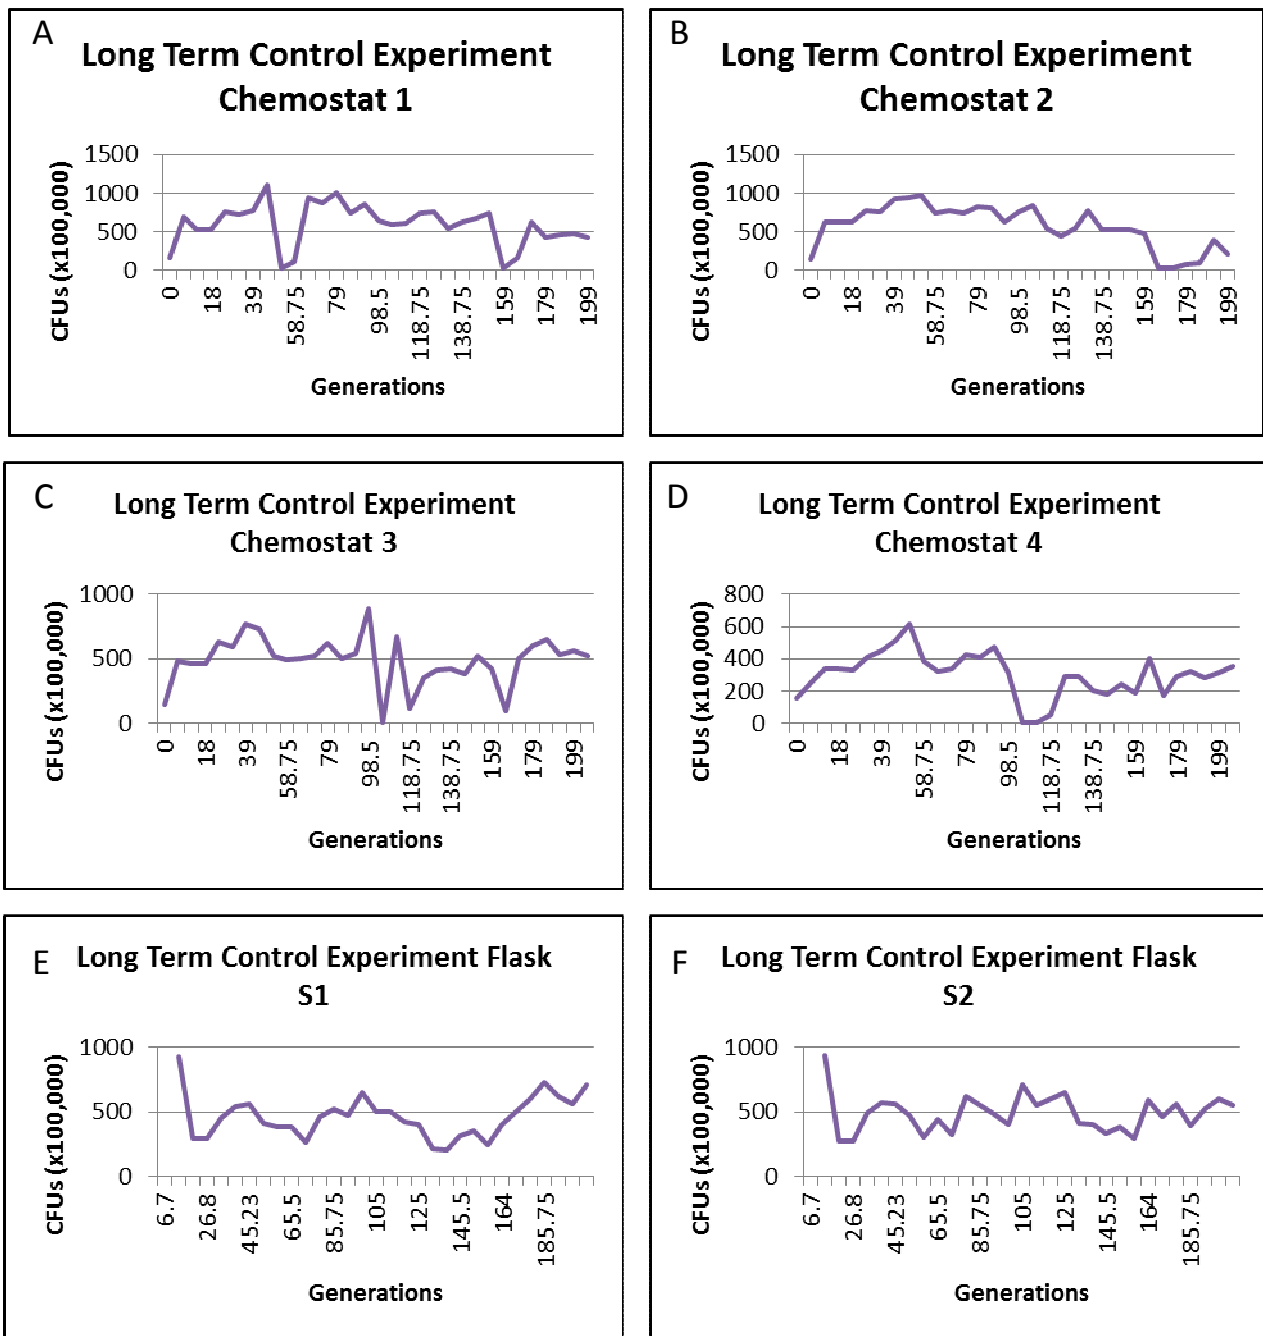 A
Long Term Control Experiment
Chemostat 1
CFUs (x100,000)
1500
1000
500
0
0
18
39
58.75
79
98.5
118.75
138.75
159
179
199
Generations
B
Long Term Control Experiment
Chemostat 2
CFUs (x100,000)
1500
1000
500
0
0
18
39
58.75
79
98.5
118.75
138.75
159
179
199
Generations
C
Long Term Control Experiment
Chemostat 3
CFUs (x100,000)
1000
500
0
0
18
39
58.75
79
98.5
118.75
138.75
159
179
199
Generations
D
Long Term Control Experiment
Chemostat 4
CFUs (x100,000)
800
600
400
200
0
0
18
39
58.75
79
98.5
118.75
138.75
159
179
199
Generations
E
Long Term Control Experiment Flask
S1
CFUs (x100,000)
1000
500
0
6.7
26.8
45.23
65.5
85.75
105
125
145.5
164
185.75
Generations
F
Long Term Control Experiment Flask
S2
CFUs (x100,000)
1000
500
0
6.7
26.8
45.23
65.5
85.75
105
125
145.5
164
185.75
Generations